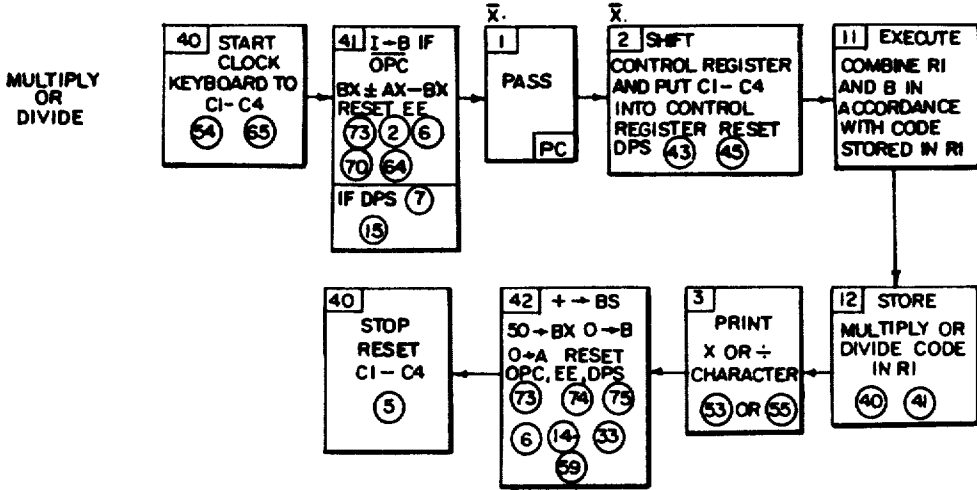 MULTIPLY
OR
DIVIDE
40 START
CLOCK
KEYBOARD TO
C1-C4
54 65
41 I→B IF
OPC
BX ± AX→BX
RESET EE
73 2 6
70 64
IF DPS 7
15
X̅.
1
PASS
PC
X̅.
2 SHIFT
CONTROL REGISTER
AND PUT C1-C4
INTO CONTROL
REGISTER RESET
DPS 43 45
11 EXECUTE
COMBINE R1
AND B IN
ACCORDANCE
WITH CODE
STORED IN R1
12 STORE
MULTIPLY OR
DIVIDE CODE
IN R1
40 41
3
PRINT
X OR ÷
CHARACTER
53 OR 55
42 + → BS
50→BX 0→B
0→A RESET
OPC, EE, DPS
73 74 75
6 14 33
59
40
STOP
RESET
C1-C4
5